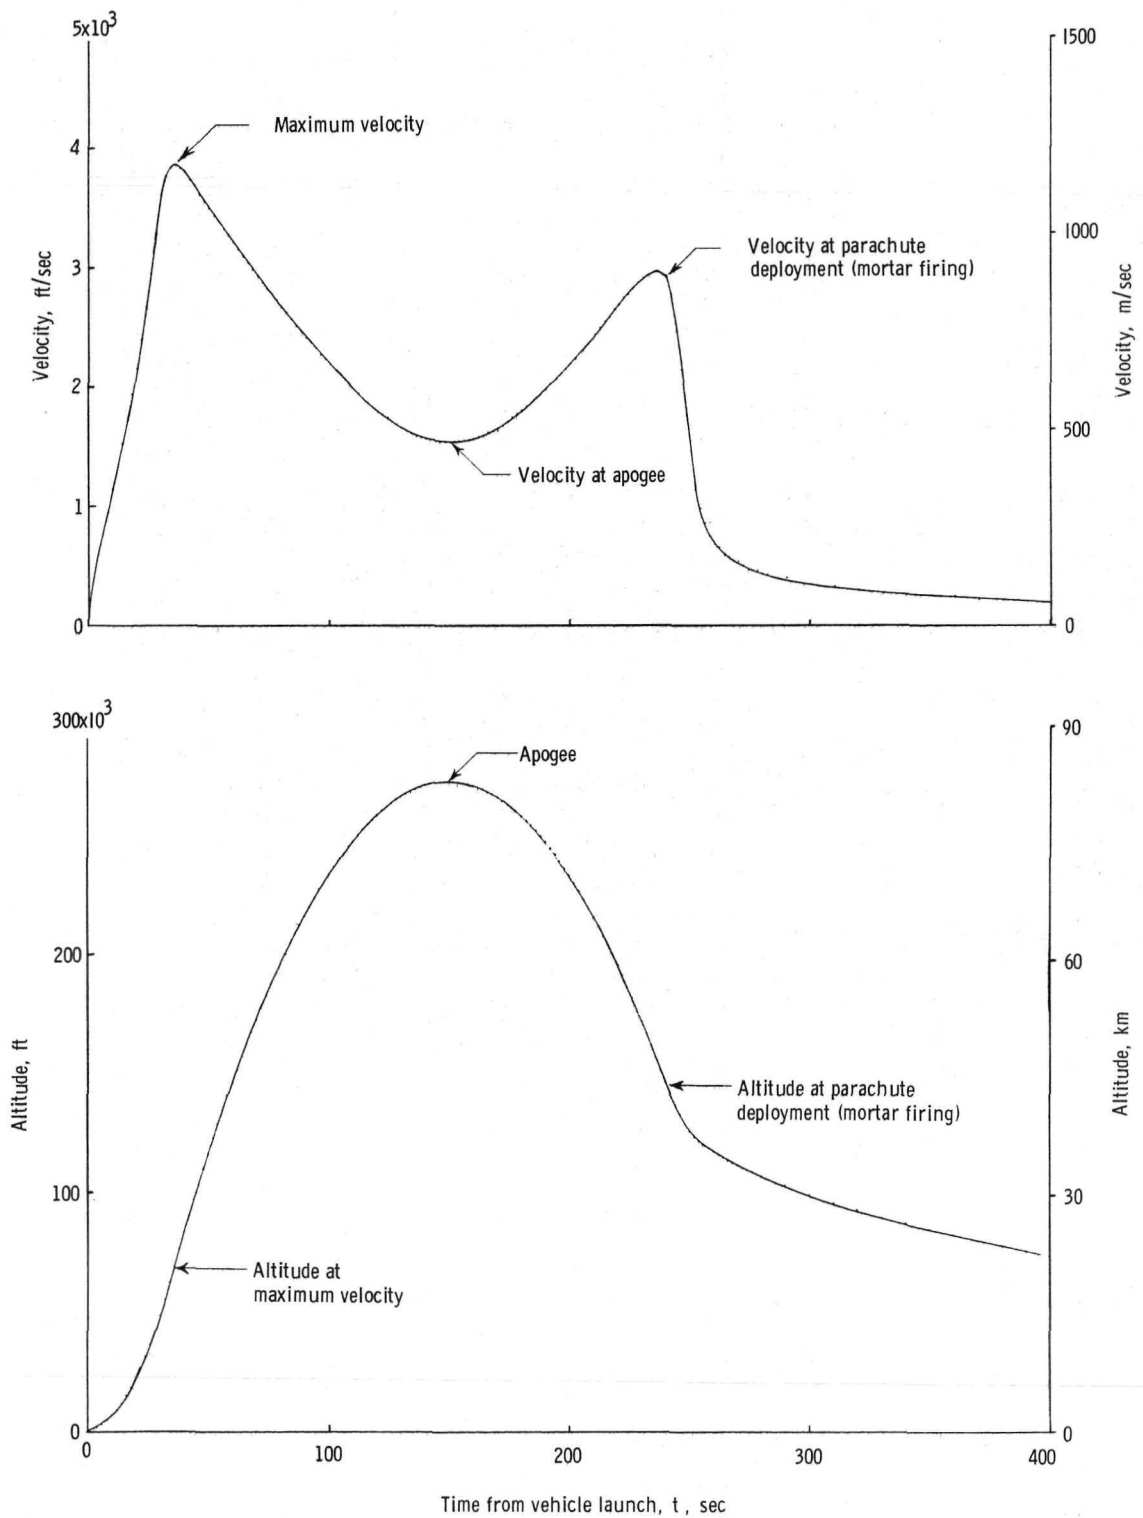 5x10³
1500
Maximum velocity
4
Velocity at parachute
deployment (mortar firing)
1000
3
Velocity, ft/sec
Velocity, m/sec
2
500
Velocity at apogee
1
0
0
300x10³
90
Apogee
200
60
Altitude, ft
Altitude, km
Altitude at parachute
deployment (mortar firing)
100
30
Altitude at
maximum velocity
0
0
0 100 200 300 400
Time from vehicle launch, t , sec